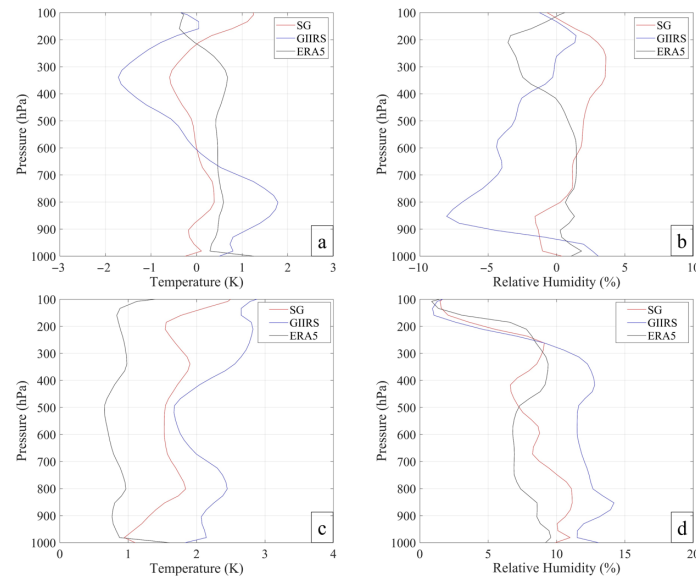 100
200
300
400
500
600
700
800
900
1000
Pressure (hPa)
−3 −2 −1 0 1 2 3
Temperature (K)
SG
GIIRS
ERA5
a
100
200
300
400
500
600
700
800
900
1000
Pressure (hPa)
−10 −5 0 5 10
Relative Humidity (%)
SG
GIIRS
ERA5
b
100
200
300
400
500
600
700
800
900
1000
Pressure (hPa)
0 1 2 3 4
Temperature (K)
SG
GIIRS
ERA5
c
100
200
300
400
500
600
700
800
900
1000
Pressure (hPa)
0 5 10 15 20
Relative Humidity (%)
SG
GIIRS
ERA5
d